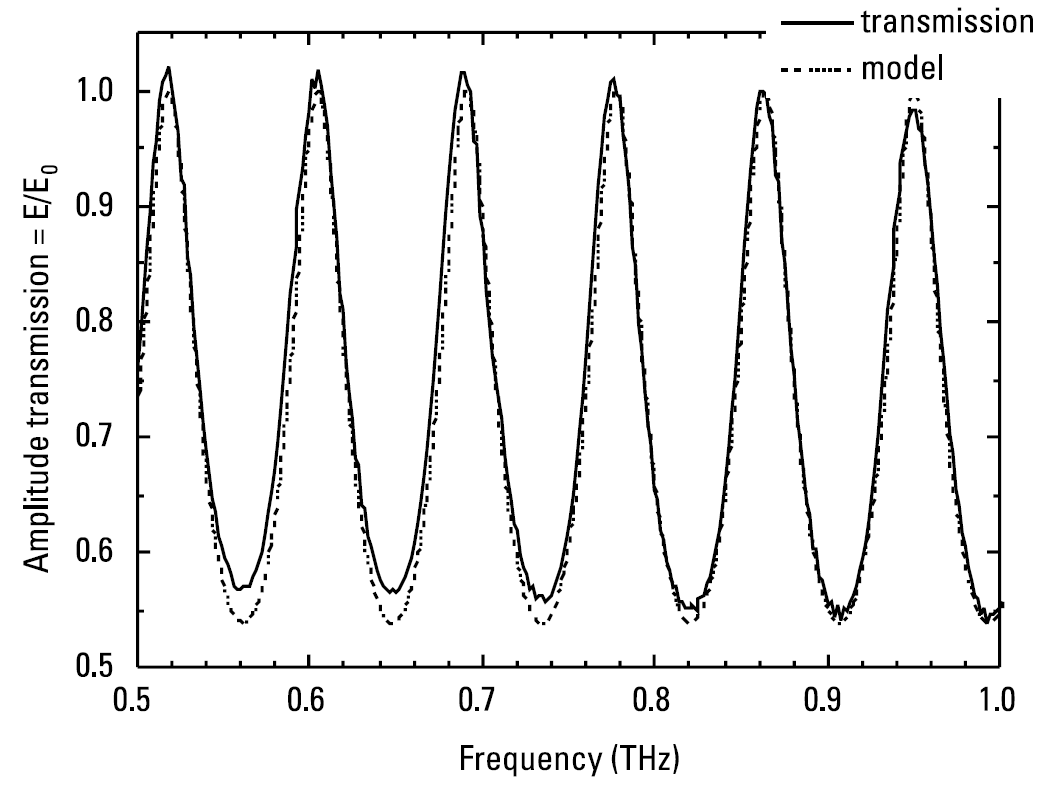 transmission
model
Amplitude transmission = E/E₀
1.0
0.9
0.8
0.7
0.6
0.5
0.5 0.6 0.7 0.8 0.9 1.0
Frequency (THz)